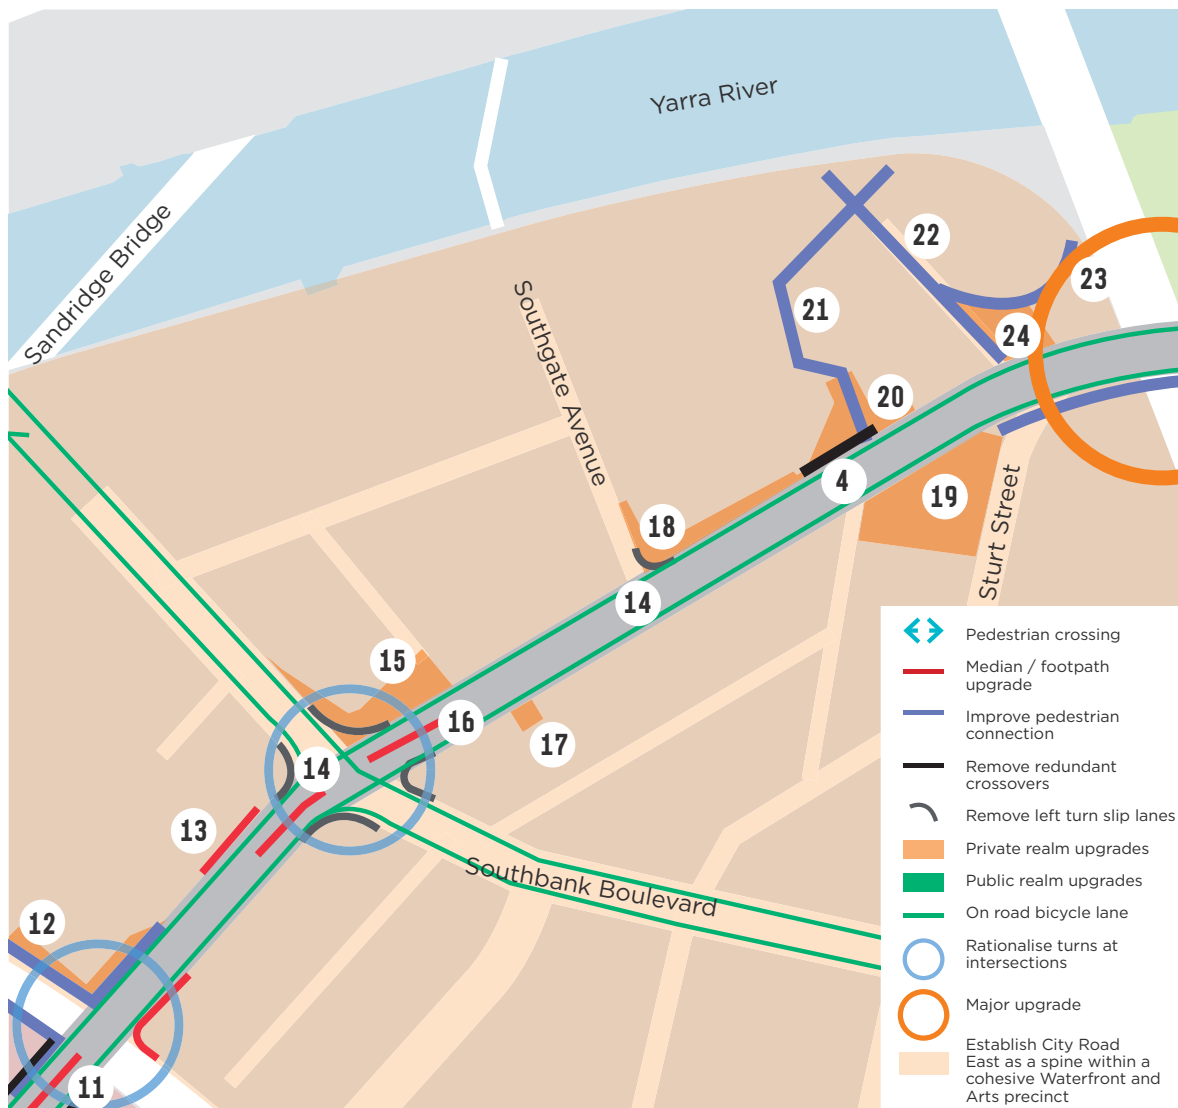 Yarra River
Sandridge Bridge
22
23
21
24
Southgate Avenue
20
4
19
18
Sturt Street
14
15
16
17
14
13
Southbank Boulevard
12
11
Pedestrian crossing
Median / footpath
upgrade
Improve pedestrian
connection
Remove redundant
crossovers
Remove left turn slip lanes
Private realm upgrades
Public realm upgrades
On road bicycle lane
Rationalise turns at
intersections
Major upgrade
Establish City Road
East as a spine within a
cohesive Waterfront and
Arts precinct